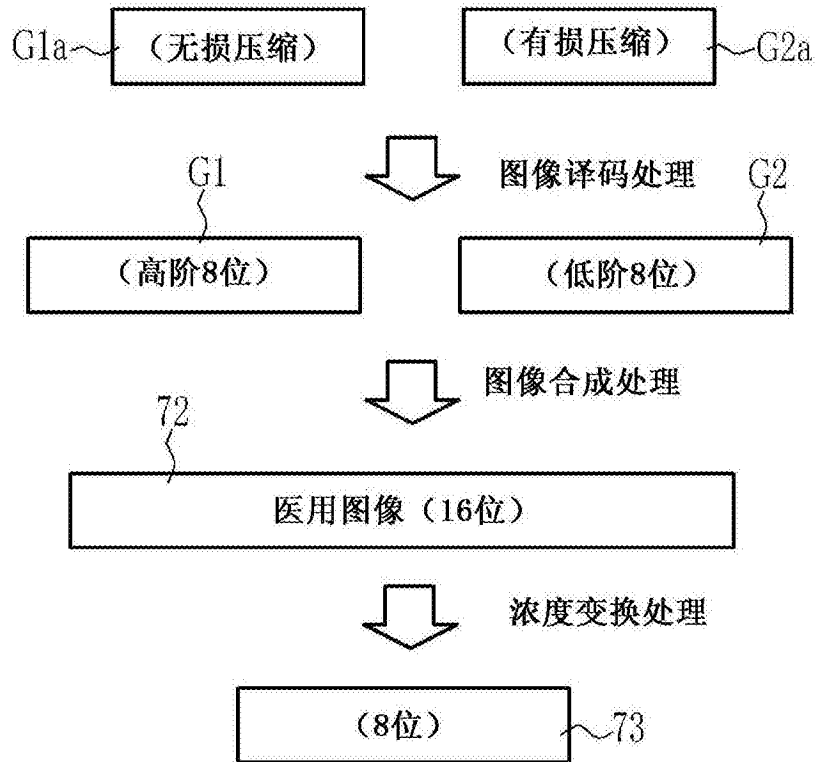 G1a (无损压缩) (有损压缩) G2a
图像译码处理
G1 G2
(高阶8位) (低阶8位)
图像合成处理
72
医用图像(16位)
浓度变换处理
(8位) 73